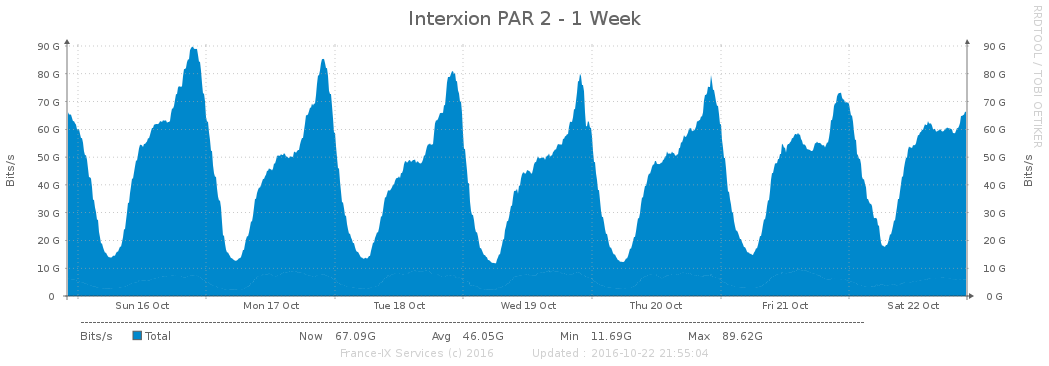 Interxion PAR 2 - 1 Week
RRDTOOL / TOBI OETIKER
90 G 90 G
80 G 80 G
70 G 70 G
60 G 60 G
50 G 50 G
40 G 40 G
30 G 30 G
20 G 20 G
10 G 10 G
0 0 G
Bits/s
Bits/s
Sun 16 Oct Mon 17 Oct Tue 18 Oct Wed 19 Oct Thu 20 Oct Fri 21 Oct Sat 22 Oct
Bits/s Total Now 67.09G Avg 46.05G Min 11.69G Max 89.62G
France-IX Services (c) 2016 Updated : 2016-10-22 21:55:04